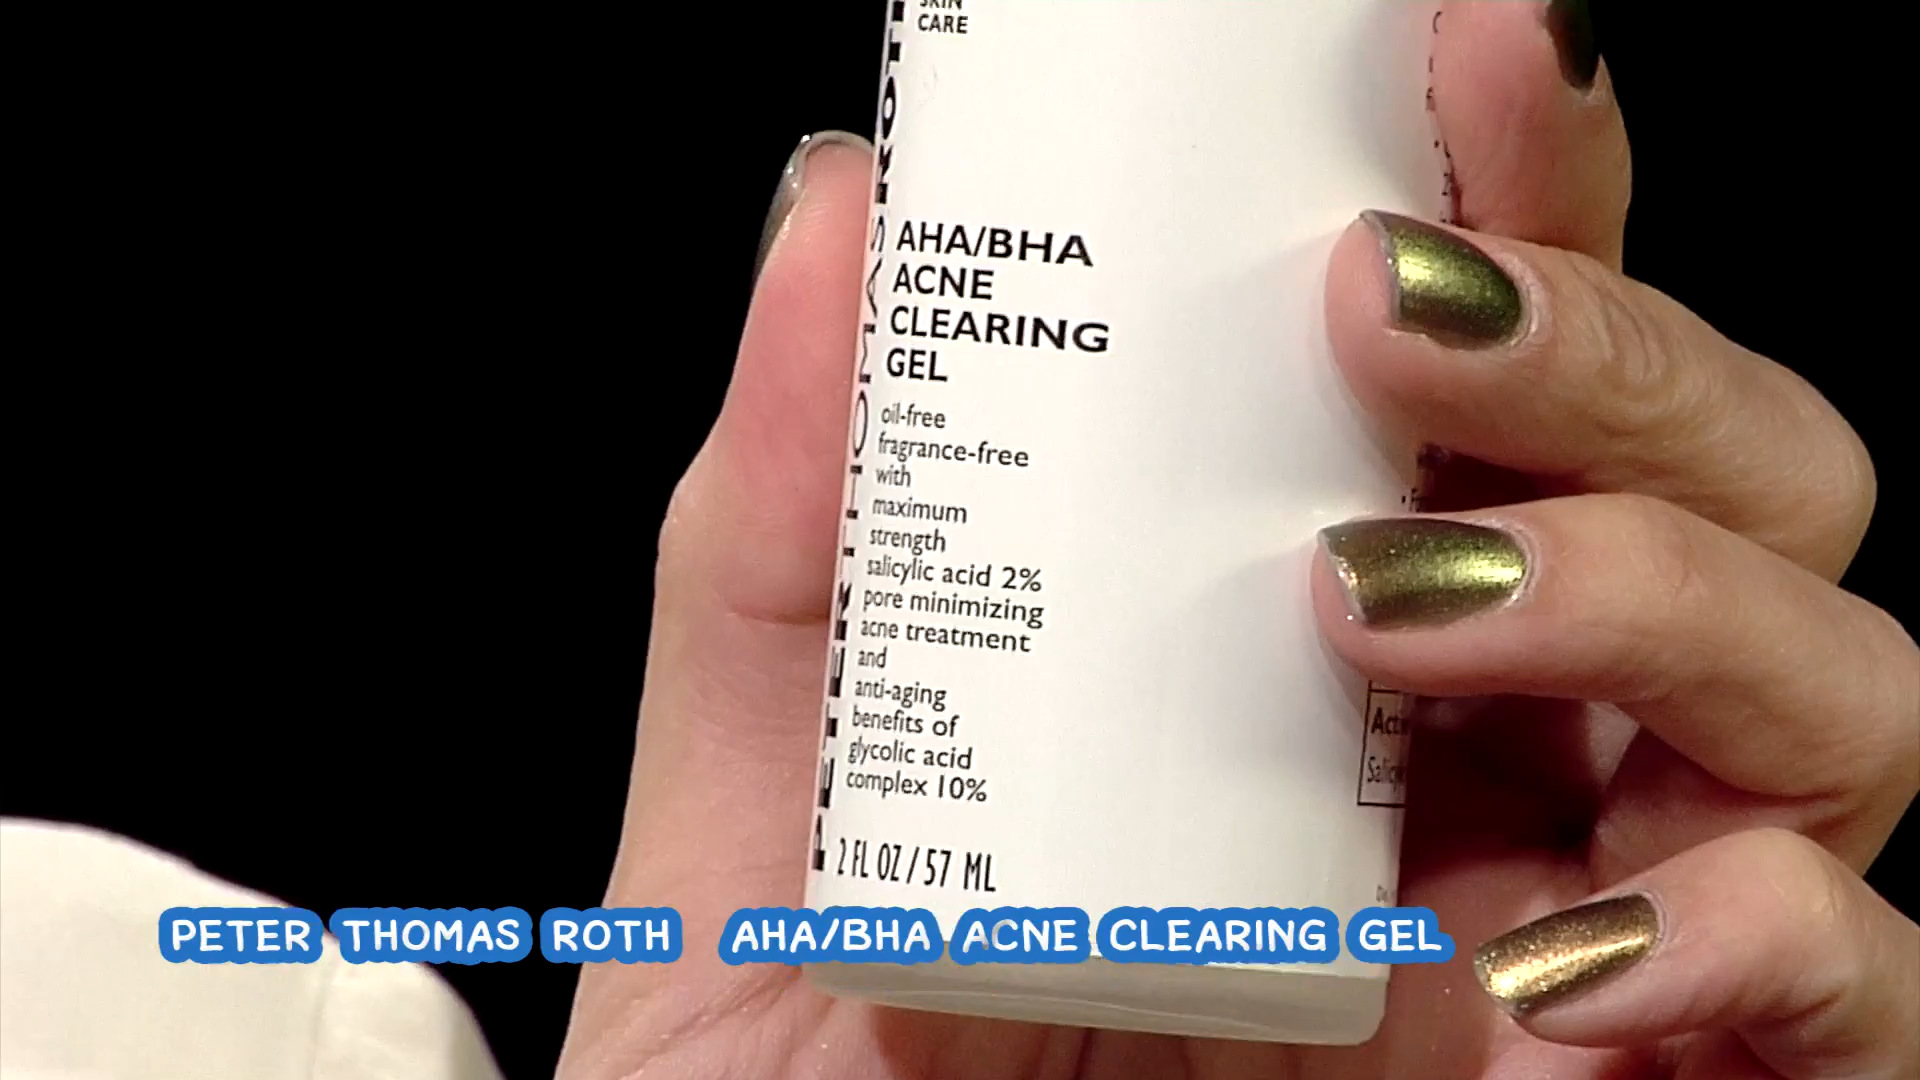 SKIN
CARE
PETER THOMAS ROTH
AHA/BHA
ACNE
CLEARING
GEL
oil-free
fragrance-free
with
maximum
strength
salicylic acid 2%
pore minimizing
acne treatment
and
anti-aging
benefits of
glycolic acid
complex 10%
2 FL OZ / 57 ML
PETER THOMAS ROTH AHA/BHA ACNE CLEARING GEL